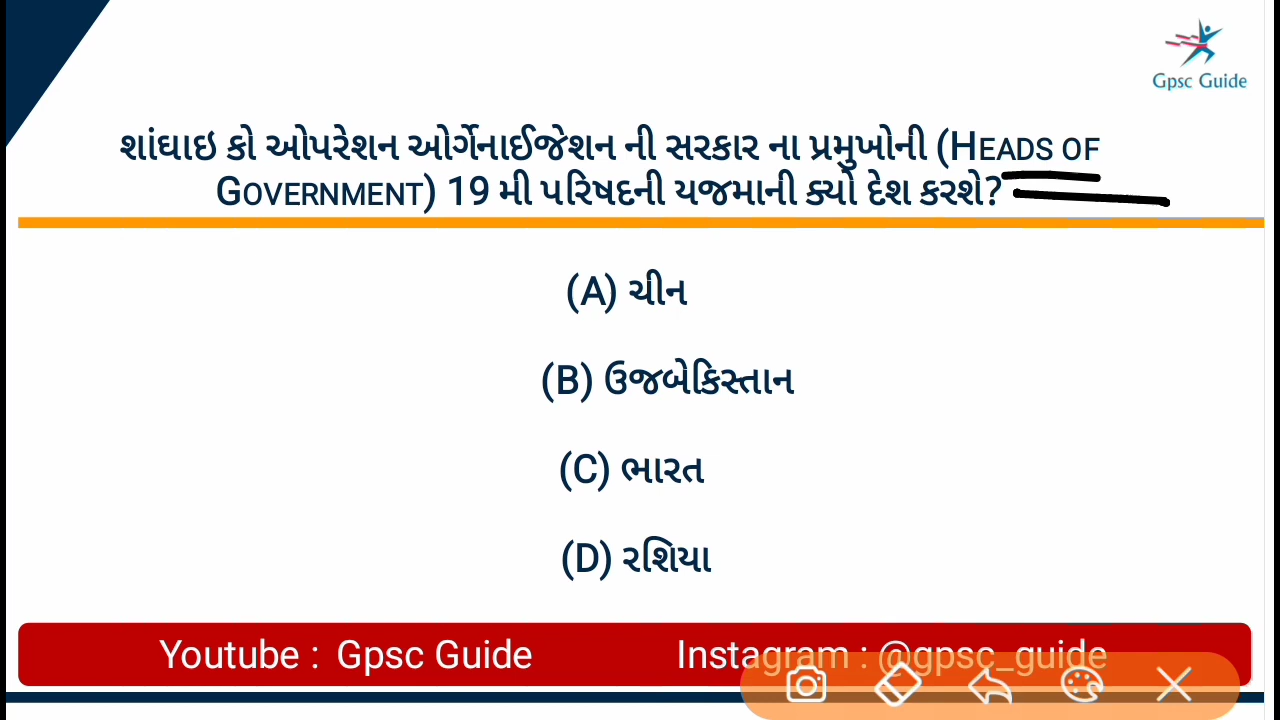 Gpsc Guide
શાંઘાઇ કો ઓપરેશન ઓર્ગેનાઈજેશન ની સરકાર ના પ્રમુખોની (HEADS OF
GOVERNMENT) 19 મી પરિષદની યજમાની ક્યો દેશ કરશે?
(A) ચીન
(B) ઉજબેકિસ્તાન
(C) ભારત
(D) રશિયા
Youtube : Gpsc Guide Instagram : @gpsc_guide